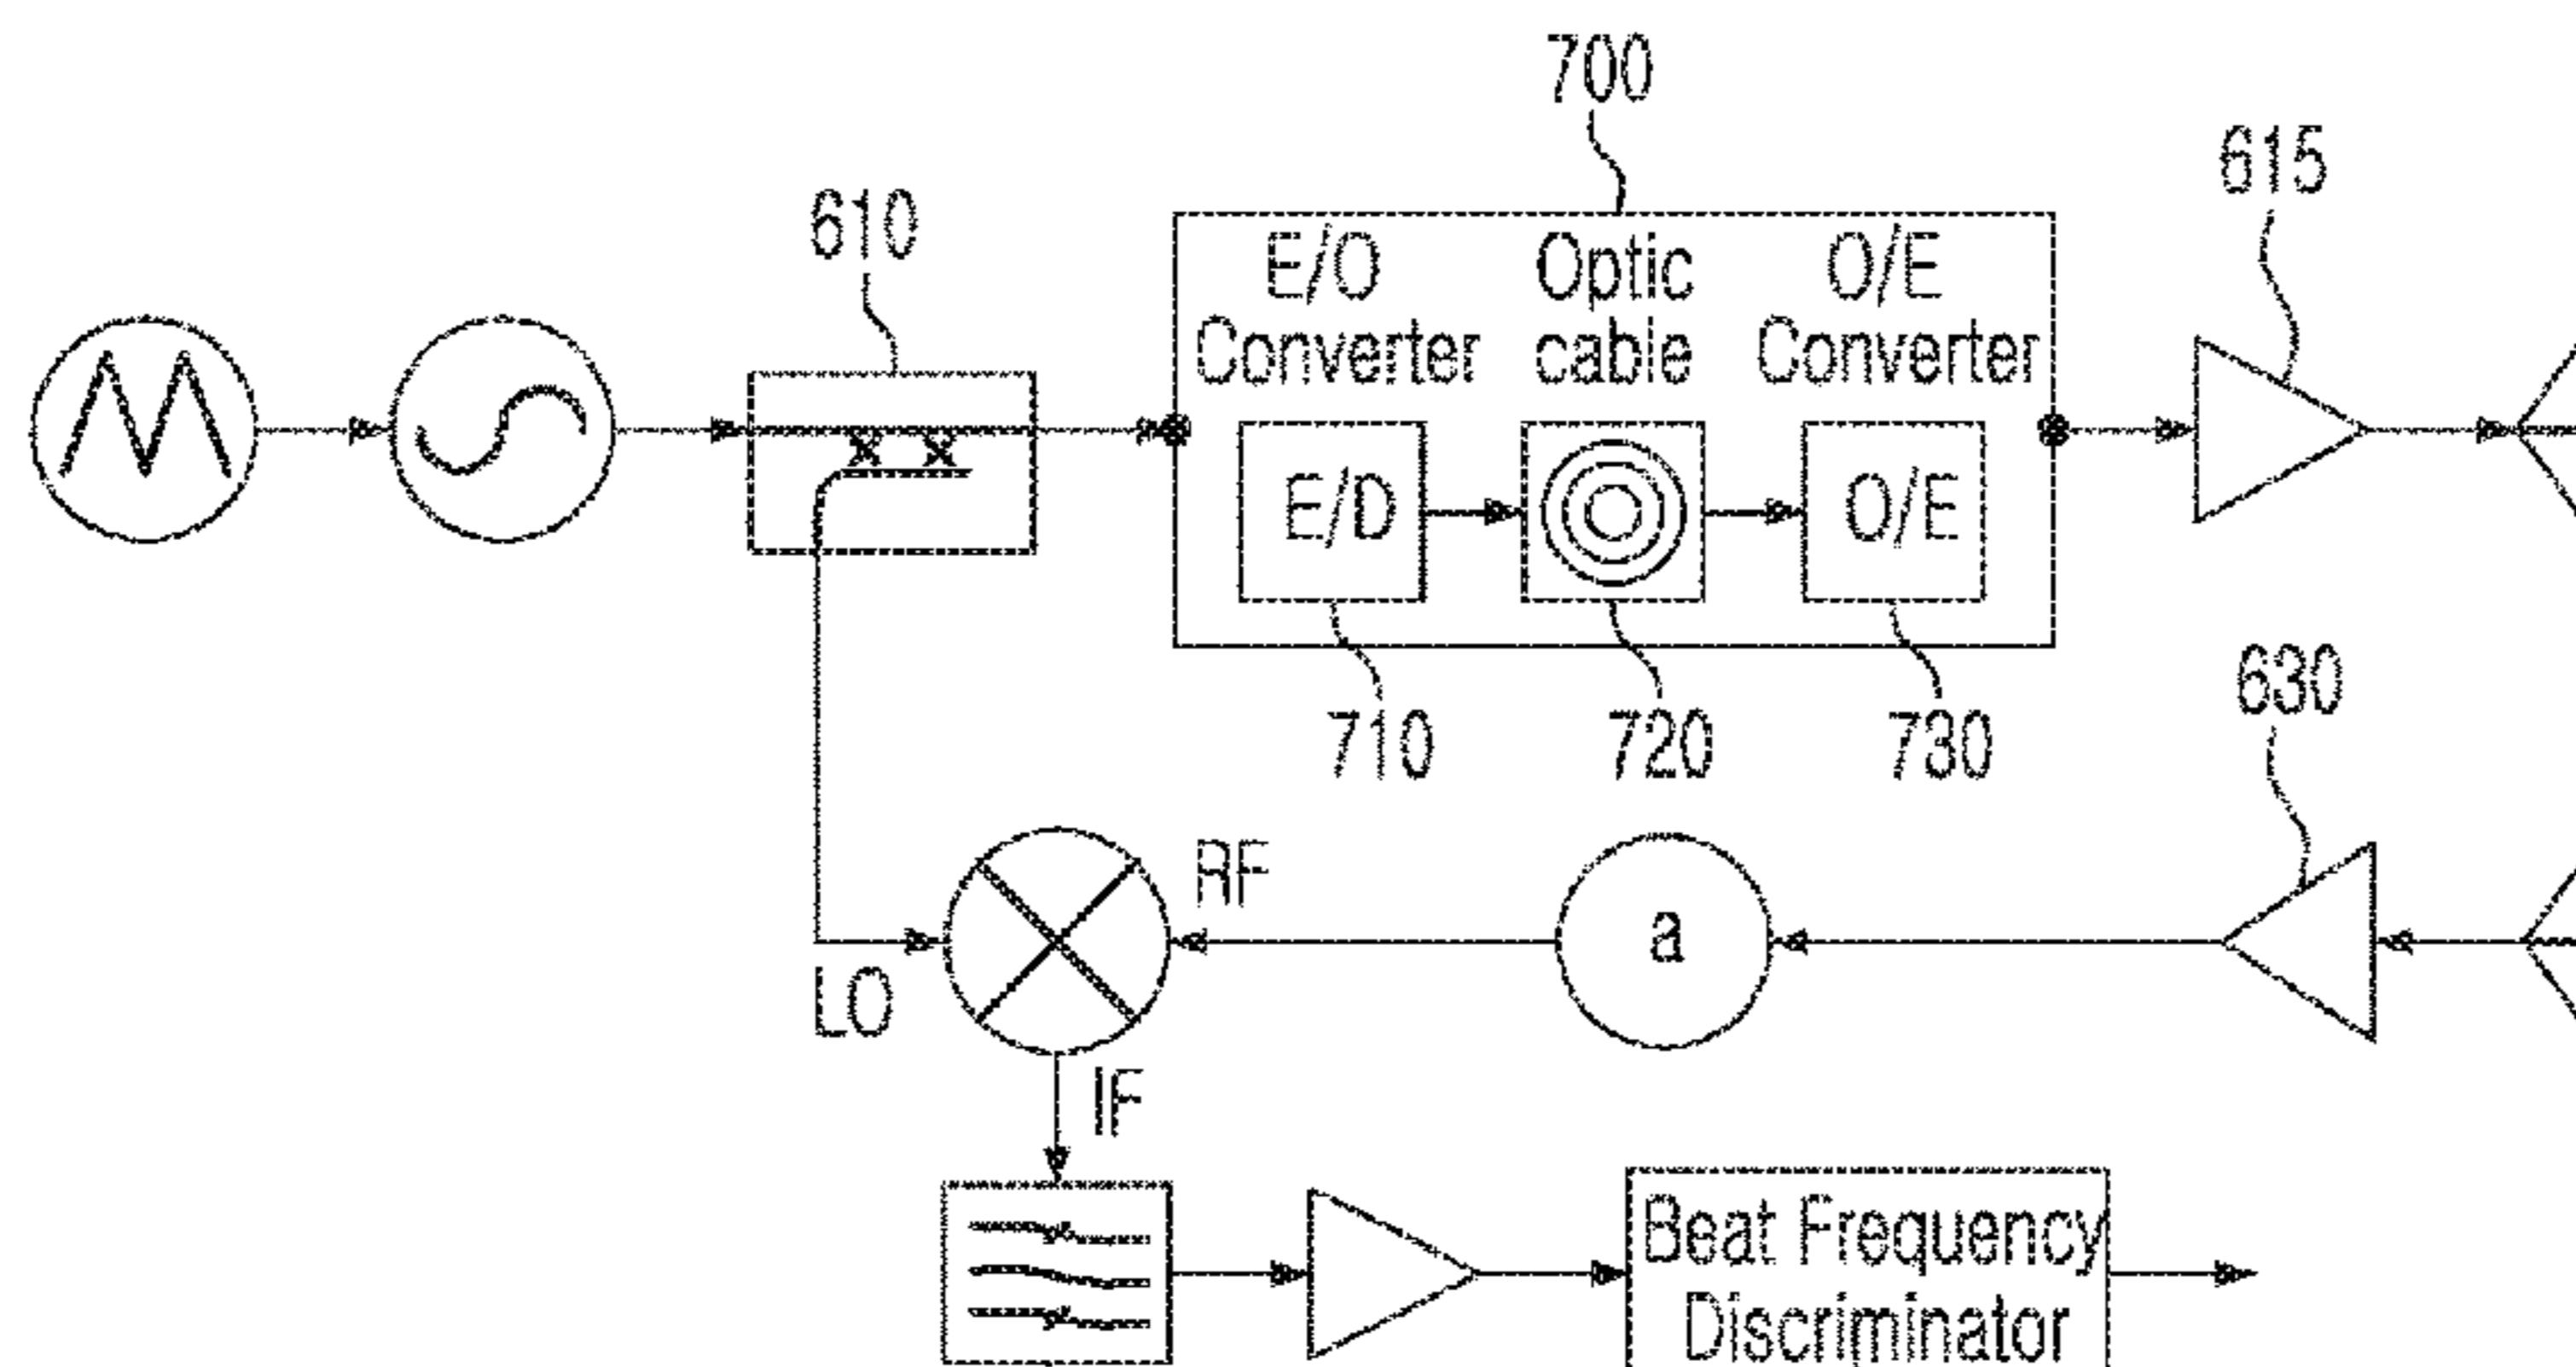 700
615
610
E/O Converter
Optic cable
O/E Converter
E/D
O/E
710
720
730
630
RF
a
LO
IF
Beat Frequency
Discriminator